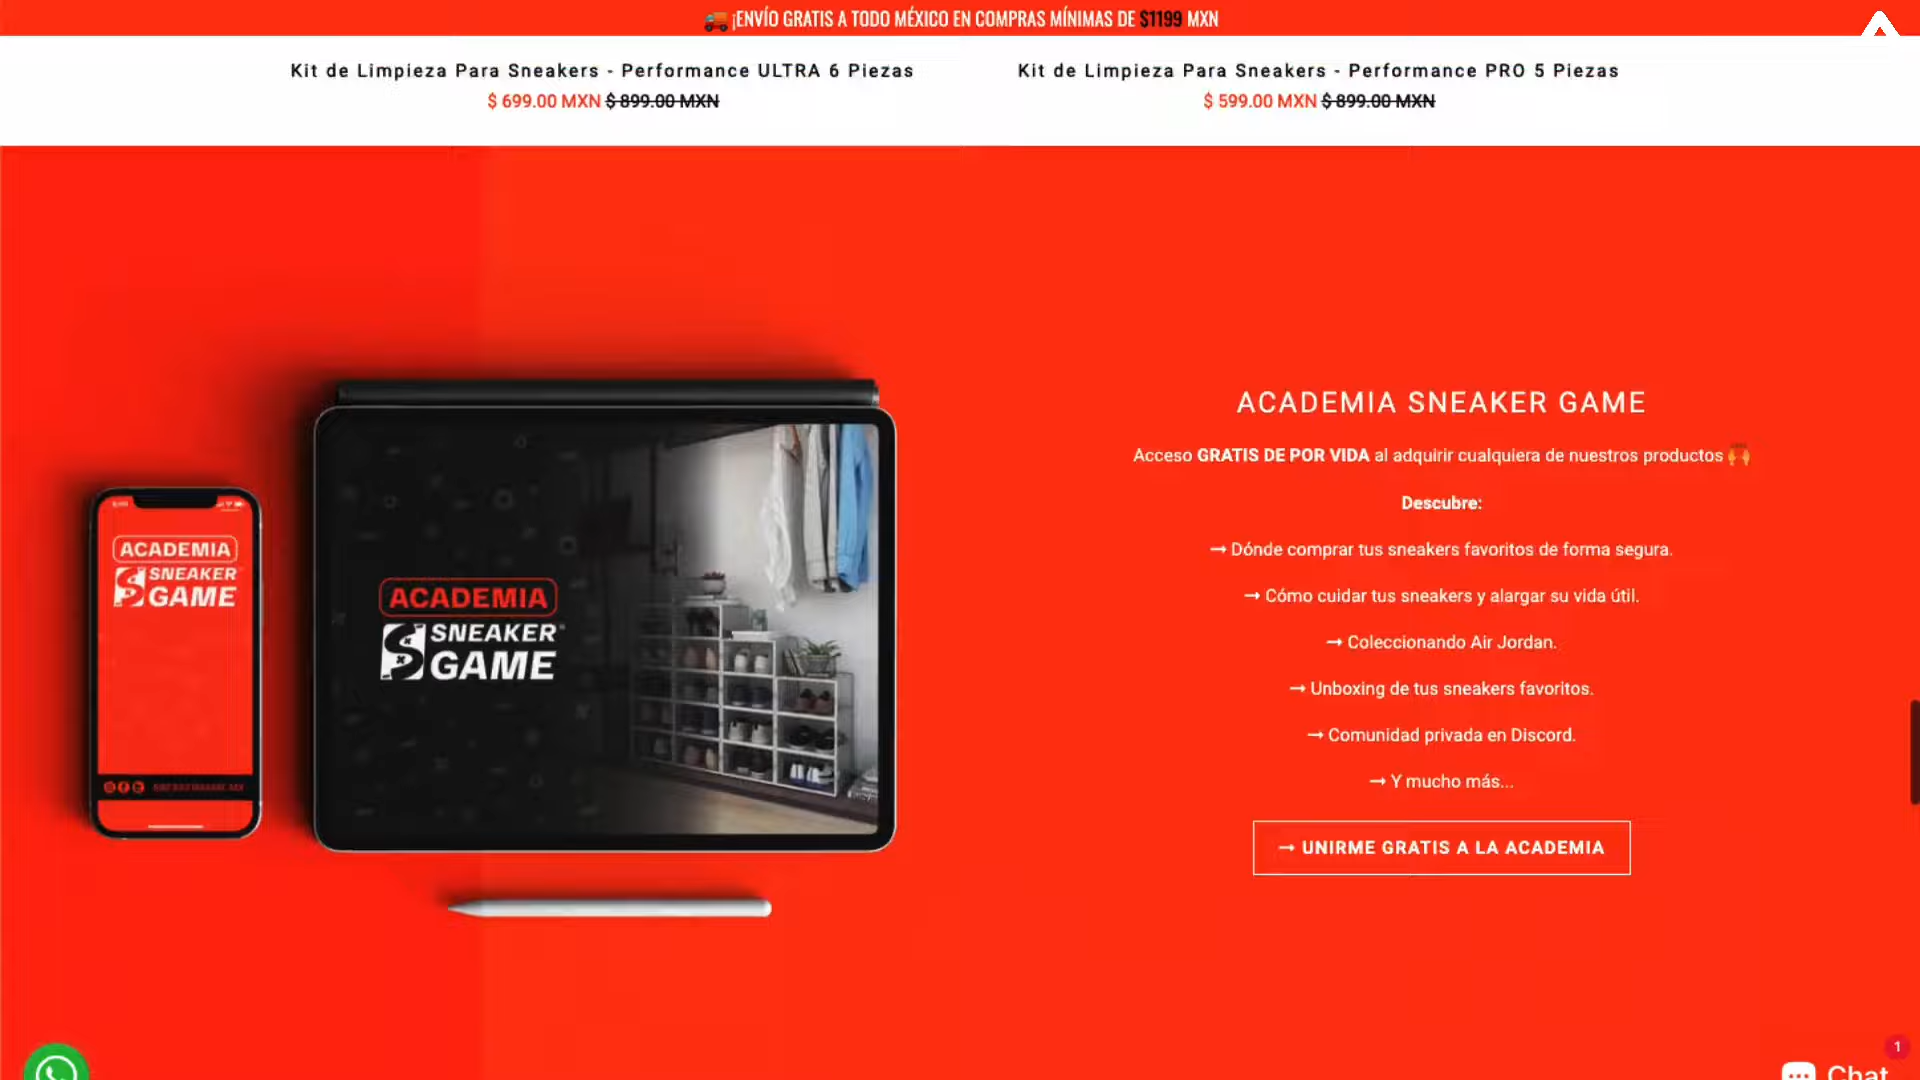 ¡ENVÍO GRATIS A TODO MÉXICO EN COMPRAS MÍNIMAS DE $1199 MXN
Kit de Limpieza Para Sneakers - Performance ULTRA 6 Piezas
$ 699.00 MXN $ 899.00 MXN
Kit de Limpieza Para Sneakers - Performance PRO 5 Piezas
$ 599.00 MXN $ 899.00 MXN
ACADEMIA
SNEAKER
GAME
ACADEMIA
SNEAKER
GAME
ACADEMIA SNEAKER GAME
Acceso GRATIS DE POR VIDA al adquirir cualquiera de nuestros productos
Descubre:
→ Dónde comprar tus sneakers favoritos de forma segura.
→ Cómo cuidar tus sneakers y alargar su vida útil.
→ Coleccionando Air Jordan.
→ Unboxing de tus sneakers favoritos.
→ Comunidad privada en Discord.
→ Y mucho más...
→ UNIRME GRATIS A LA ACADEMIA
1
Chat